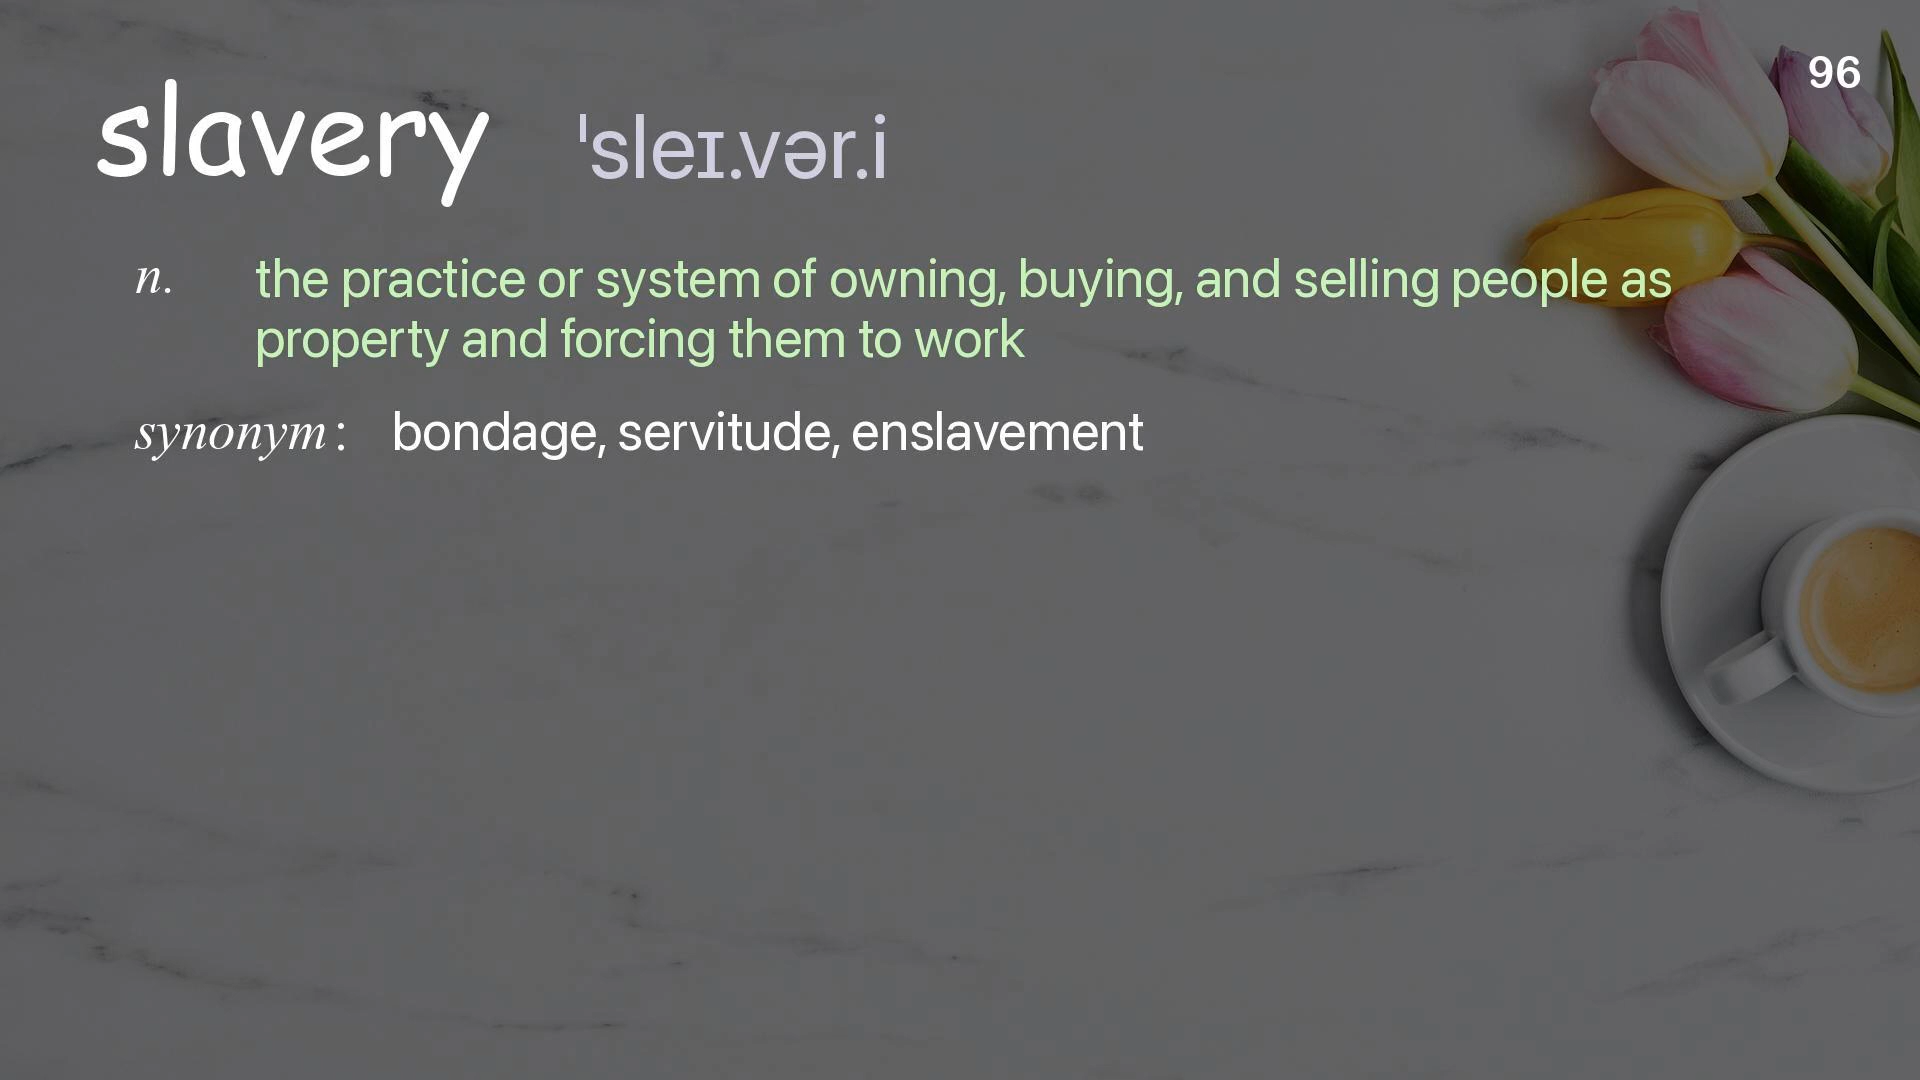 96
slavery ˈsleɪ.vər.i
n. the practice or system of owning, buying, and selling people as
property and forcing them to work
synonym: bondage, servitude, enslavement